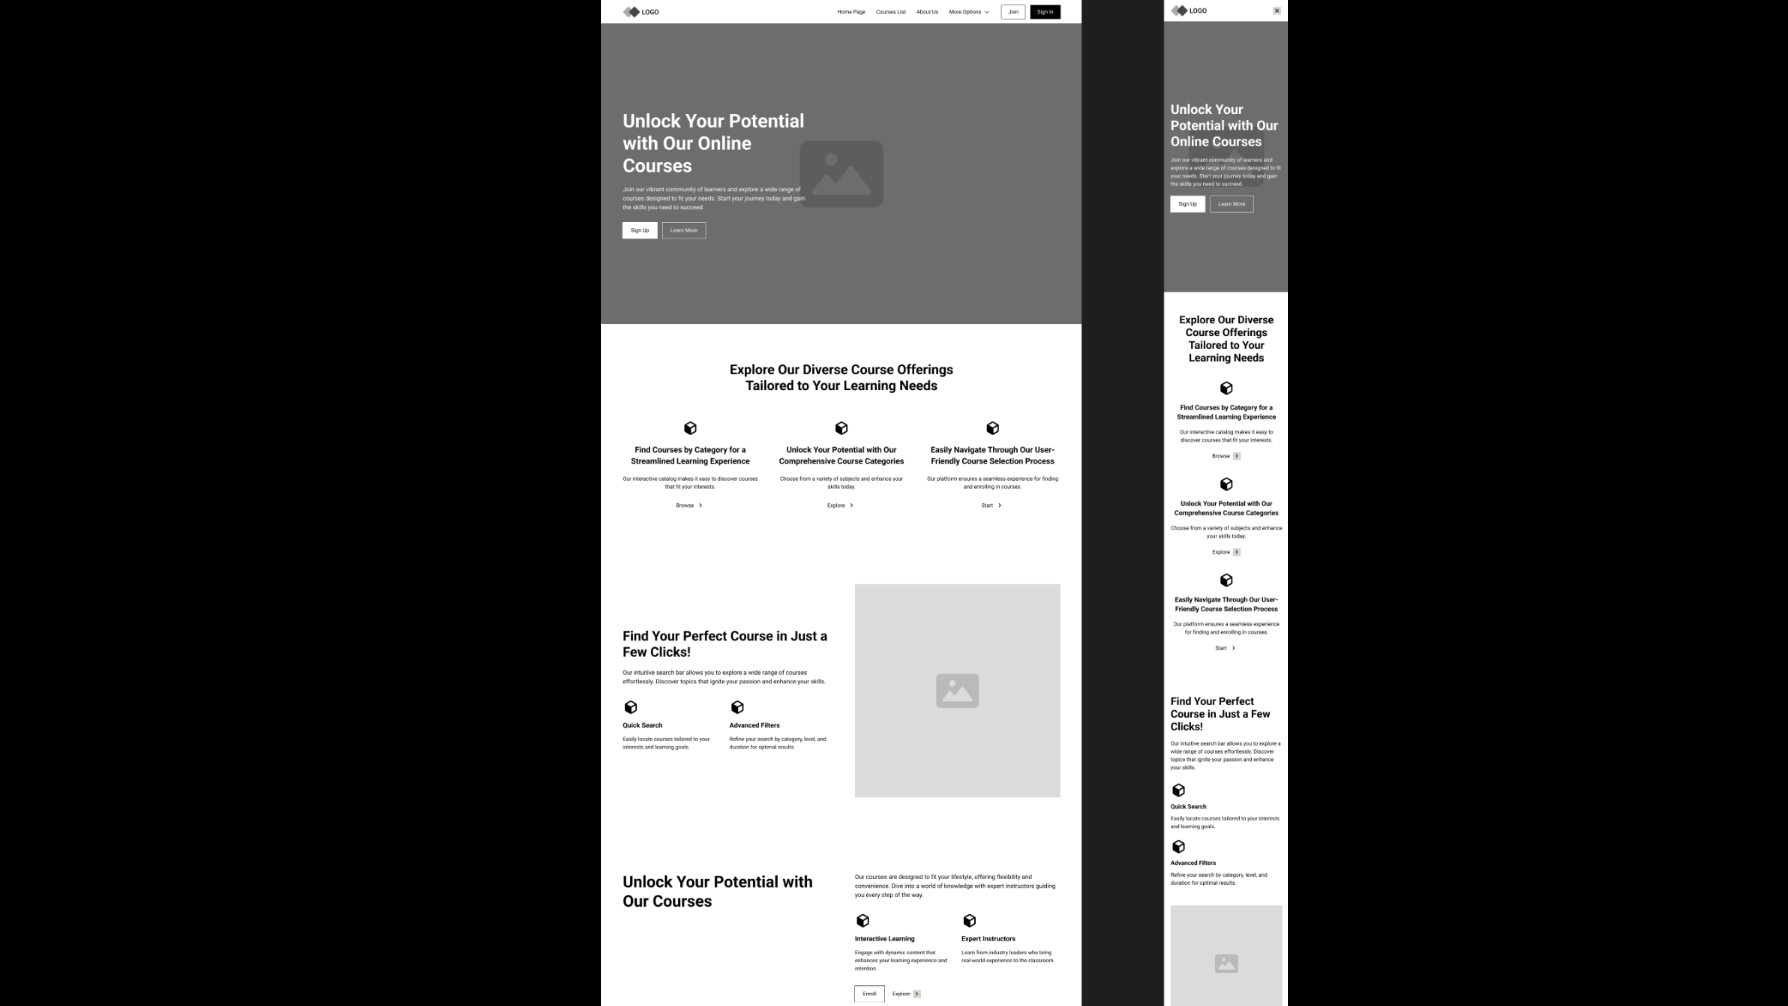 LOGO
Home Page
Courses List
About Us
More Options
Join
Sign In
Unlock Your Potential
with Our Online
Courses
Join our vibrant community of learners and explore a wide range of
courses designed to fit your needs. Start your journey today and gain
the skills you need to succeed.
Sign Up
Learn More
Explore Our Diverse Course Offerings
Tailored to Your Learning Needs
Find Courses by Category for a
Streamlined Learning Experience
Our interactive catalog makes it easy to discover courses
that fit your interests.
Browse
Unlock Your Potential with Our
Comprehensive Course Categories
Choose from a variety of subjects and enhance your
skills today.
Explore
Easily Navigate Through Our User-
Friendly Course Selection Process
Our platform ensures a seamless experience for finding
and enrolling in courses.
Start
Find Your Perfect Course in Just a
Few Clicks!
Our intuitive search bar allows you to explore a wide range of courses
effortlessly. Discover topics that ignite your passion and enhance your skills.
Quick Search
Easily locate courses tailored to your
interests and learning goals.
Advanced Filters
Refine your search by category, level, and
duration for optimal results.
Unlock Your Potential with
Our Courses
Our courses are designed to fit your lifestyle, offering flexibility and
convenience. Dive into a world of knowledge with expert instructors guiding
you every step of the way.
Interactive Learning
Engage with dynamic content that
enhances your learning experience and
retention.
Expert Instructors
Learn from industry leaders who bring
real-world experience to the classroom.
Enroll
Explore
LOGO
Unlock Your
Potential with Our
Online Courses
Join our vibrant community of learners and
explore a wide range of courses designed to fit
your needs. Start your journey today and gain
the skills you need to succeed.
Sign Up
Learn More
Explore Our Diverse
Course Offerings
Tailored to Your
Learning Needs
Find Courses by Category for a
Streamlined Learning Experience
Our interactive catalog makes it easy to
discover courses that fit your interests.
Browse
Unlock Your Potential with Our
Comprehensive Course Categories
Choose from a variety of subjects and enhance
your skills today.
Explore
Easily Navigate Through Our User-
Friendly Course Selection Process
Our platform ensures a seamless experience
for finding and enrolling in courses.
Start
Find Your Perfect
Course in Just a Few
Clicks!
Our intuitive search bar allows you to explore a
wide range of courses effortlessly. Discover
topics that ignite your passion and enhance
your skills.
Quick Search
Easily locate courses tailored to your interests
and learning goals.
Advanced Filters
Refine your search by category, level, and
duration for optimal results.